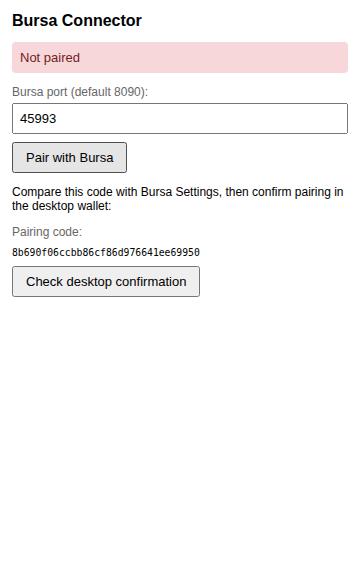 Bursa Connector
Not paired
Bursa port (default 8090):
45993
Pair with Bursa
Compare this code with Bursa Settings, then confirm pairing in
the desktop wallet:
Pairing code:
8b690f06ccbb86cf86d976641ee69950
Check desktop confirmation